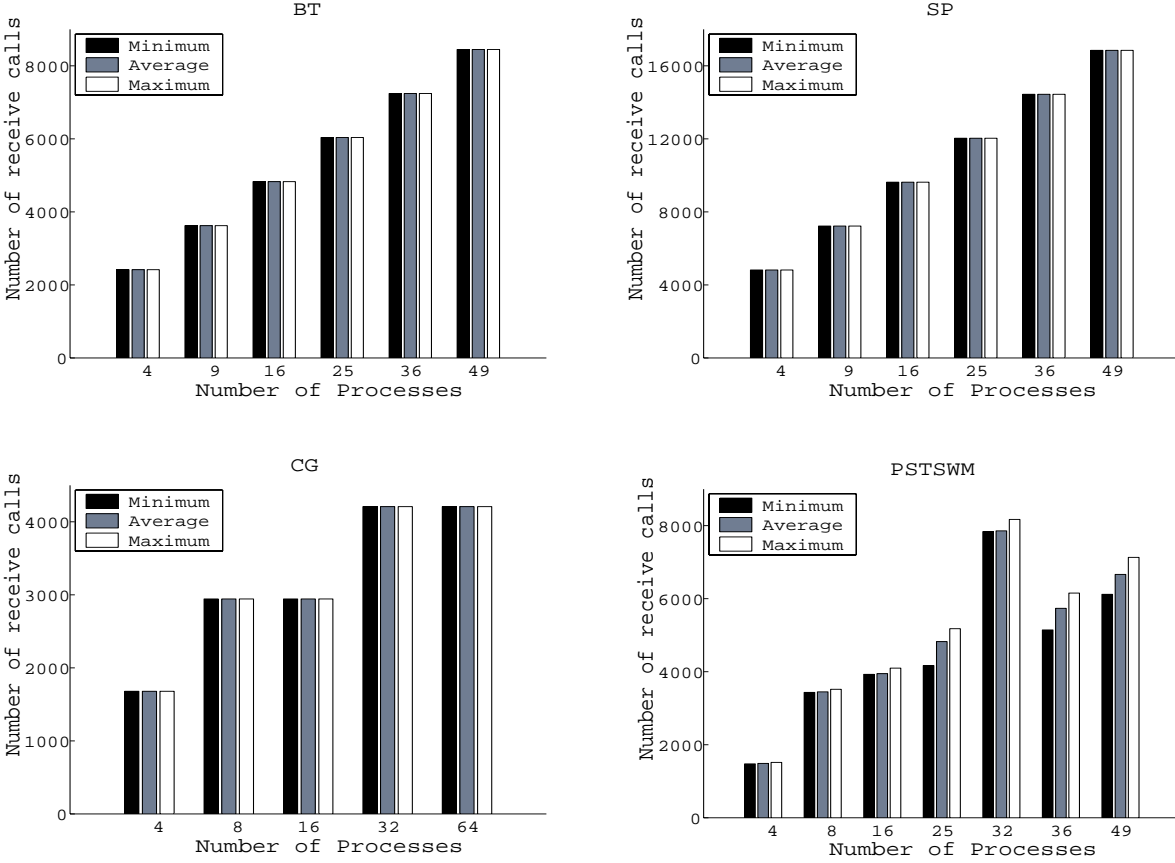 BT
Number of receive calls
8000
6000
4000
2000
0
Minimum
Average
Maximum
4 9 16 25 36 49
Number of Processes
SP
Number of receive calls
16000
12000
8000
4000
0
Minimum
Average
Maximum
4 9 16 25 36 49
Number of Processes
CG
Number of receive calls
4000
3000
2000
1000
0
Minimum
Average
Maximum
4 8 16 32 64
Number of Processes
PSTSWM
Number of receive calls
8000
6000
4000
2000
0
Minimum
Average
Maximum
4 8 16 25 32 36 49
Number of Processes